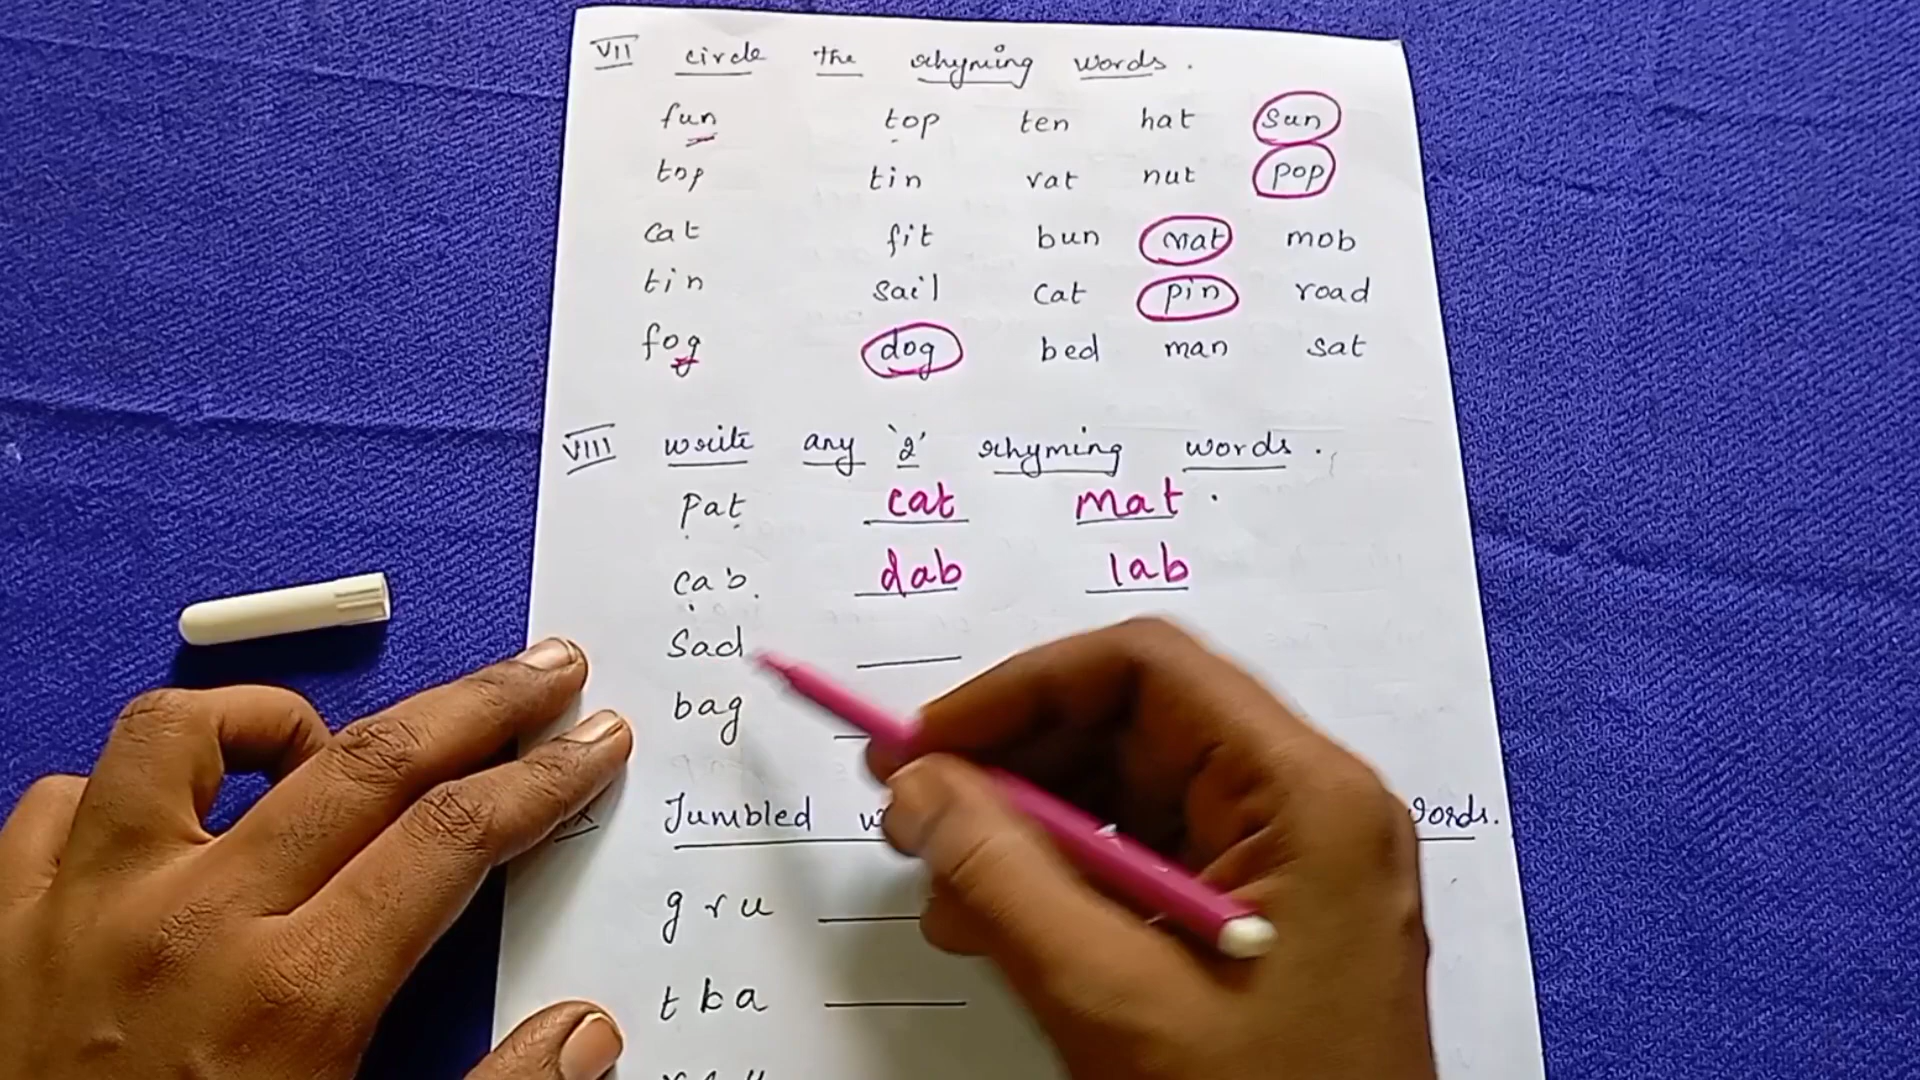 VII circle the rhyming words.
fun top ten hat sun
top tin rat nut pop
cat fit bun mat mob
tin sail cat pin road
fog dog bed man sat
VIII write any '2' rhyming words.
pat cat mat.
cab dab lab
sad
bag
Jumbled
gru
tba